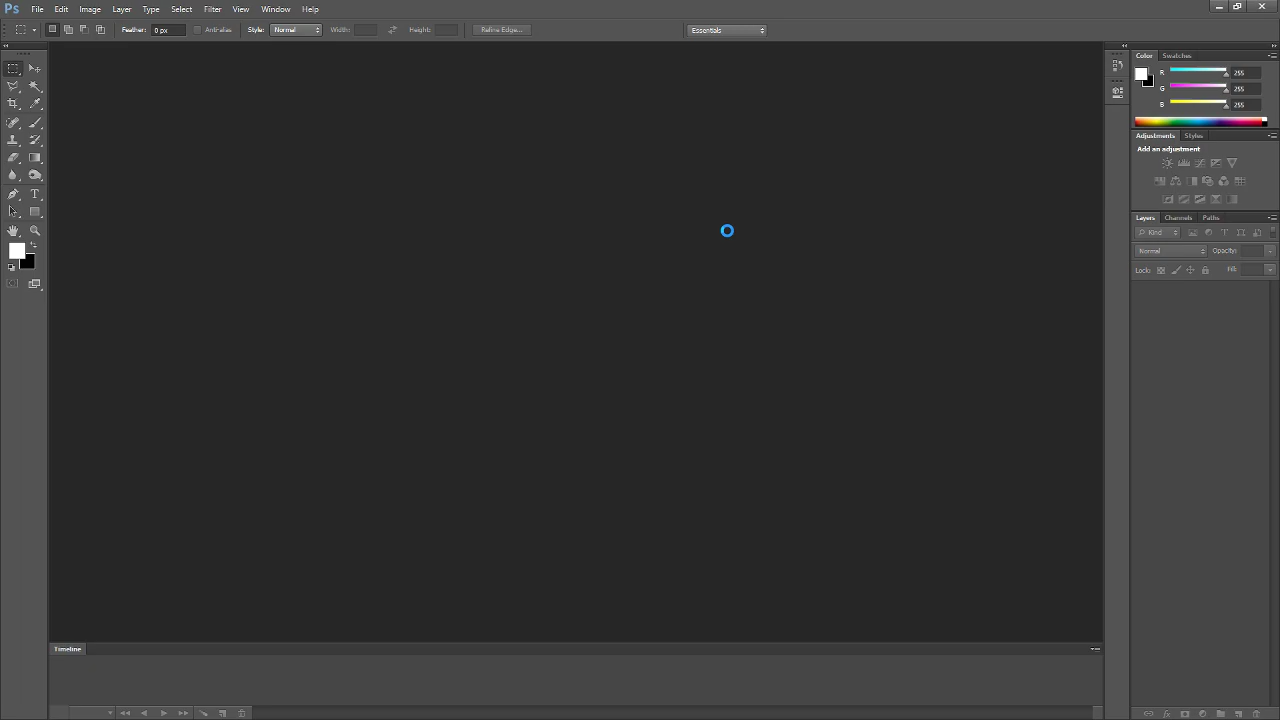 Ps File Edit Image Layer Type Select Filter View Window Help
Feather: 0 px Anti-alias Style: Normal Width: Height: Refine Edge... Essentials
Color Swatches
R 255
G 255
B 255
Adjustments Styles
Add an adjustment
Layers Channels Paths
Kind
Normal Opacity:
Lock: Fill:
Timeline